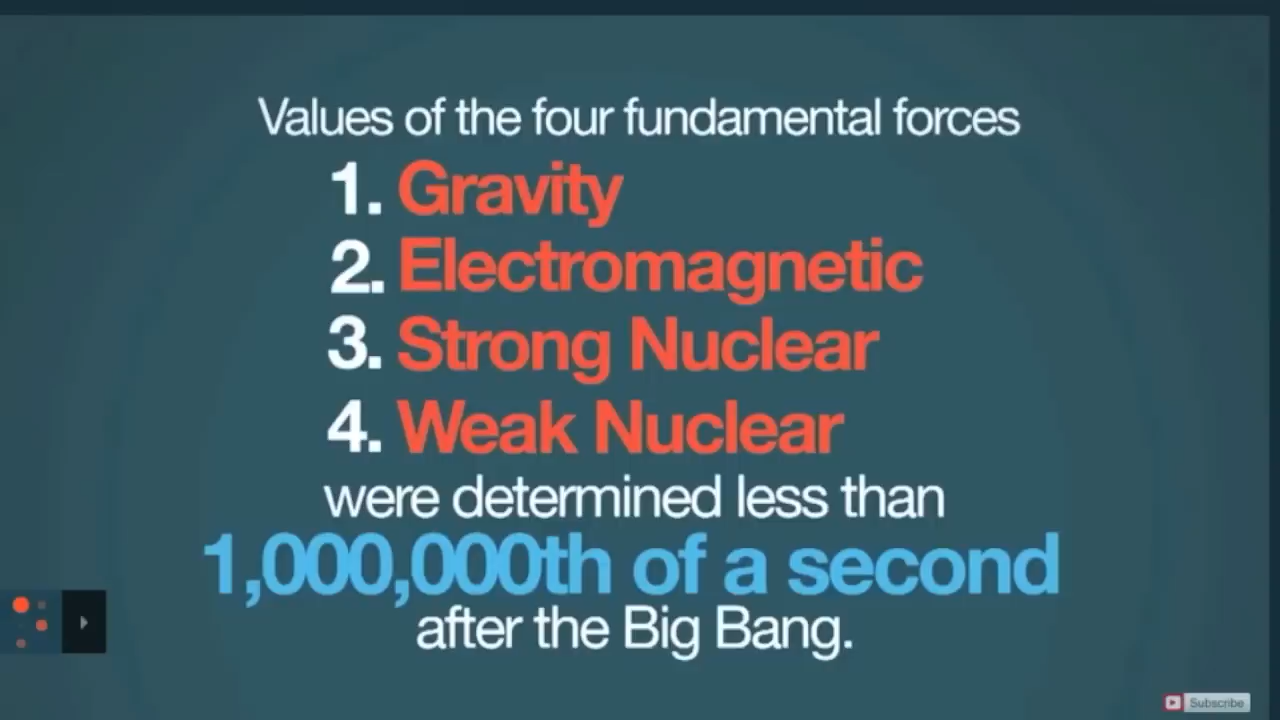 Values of the four fundamental forces
1. Gravity
2. Electromagnetic
3. Strong Nuclear
4. Weak Nuclear
were determined less than
1,000,000th of a second
after the Big Bang.
Subscribe